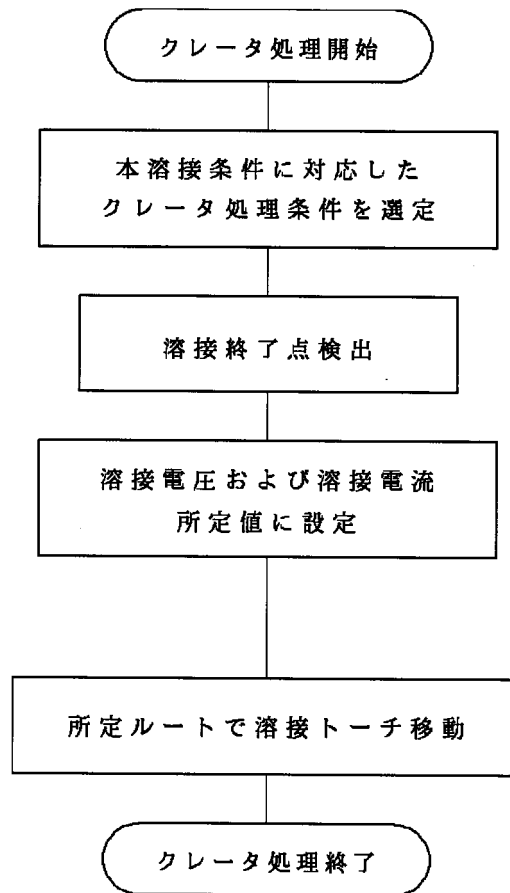 クレータ処理開始
本溶接条件に対応した
クレータ処理条件を選定
溶接終了点検出
溶接電圧および溶接電流
所定値に設定
所定ルートで溶接トーチ移動
クレータ処理終了